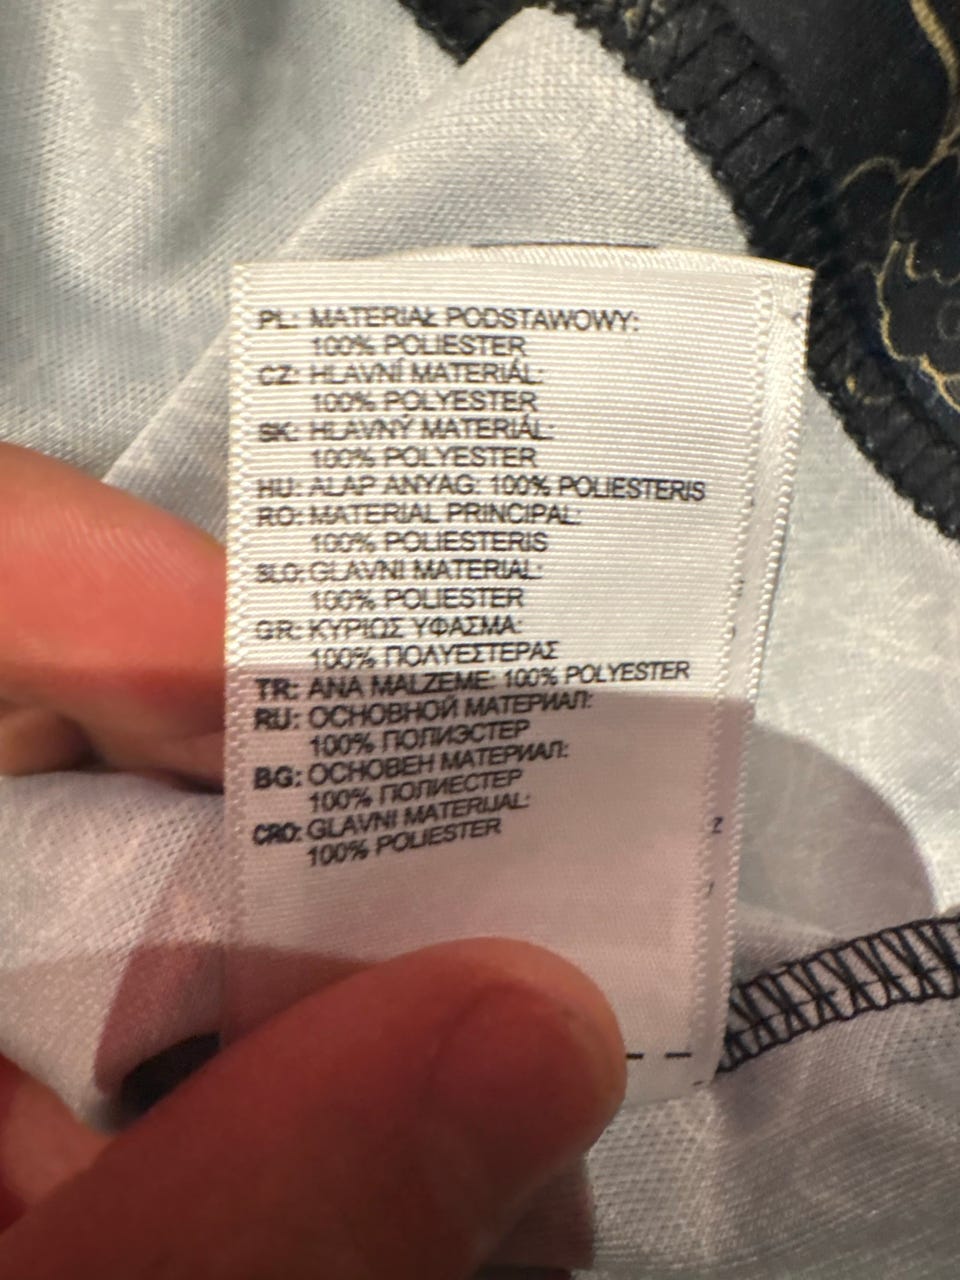 PL: MATERIAŁ PODSTAWOWY:
100% POLIESTER
CZ: HLAVNÍ MATERIÁL:
100% POLYESTER
SK: HLAVNÝ MATERIÁL:
100% POLYESTER
HU: ALAP ANYAG: 100% POLIESTERIS
RO: MATERIAL PRINCIPAL:
100% POLIESTERIS
SLO: GLAVNI MATERIAL:
100% POLIESTER
GR: ΚΥΡΙΩΣ ΥΦΑΣΜΑ:
100% ΠΟΛΥΕΣΤΕΡΑΣ
TR: ANA MALZEME: 100% POLYESTER
RU: ОСНОВНОЙ МАТЕРИАЛ:
100% ПОЛИЭСТЕР
BG: ОСНОВЕН МАТЕРИАЛ:
100% ПОЛИЕСТЕР
CRO: GLAVNI MATERIJAL:
100% POLIESTER